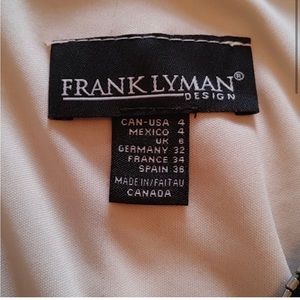 FRANK LYMAN®
DESIGN
CAN-USA 4
MEXICO 4
UK 6
GERMANY 32
FRANCE 34
SPAIN 36
MADE IN/FAIT AU
CANADA